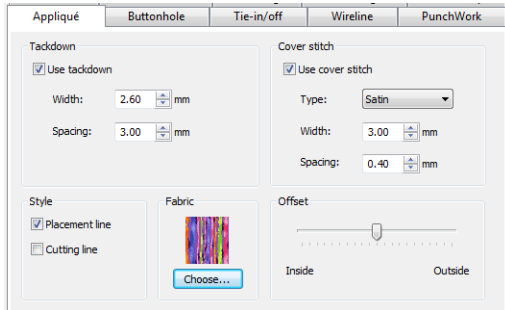 Appliqué Buttonhole Tie-in/off Wireline PunchWork
Tackdown
Use tackdown
Width: 2.60 mm
Spacing: 3.00 mm
Cover stitch
Use cover stitch
Type: Satin
Width: 3.00 mm
Spacing: 0.40 mm
Style
Placement line
Cutting line
Fabric
Choose...
Offset
Inside Outside